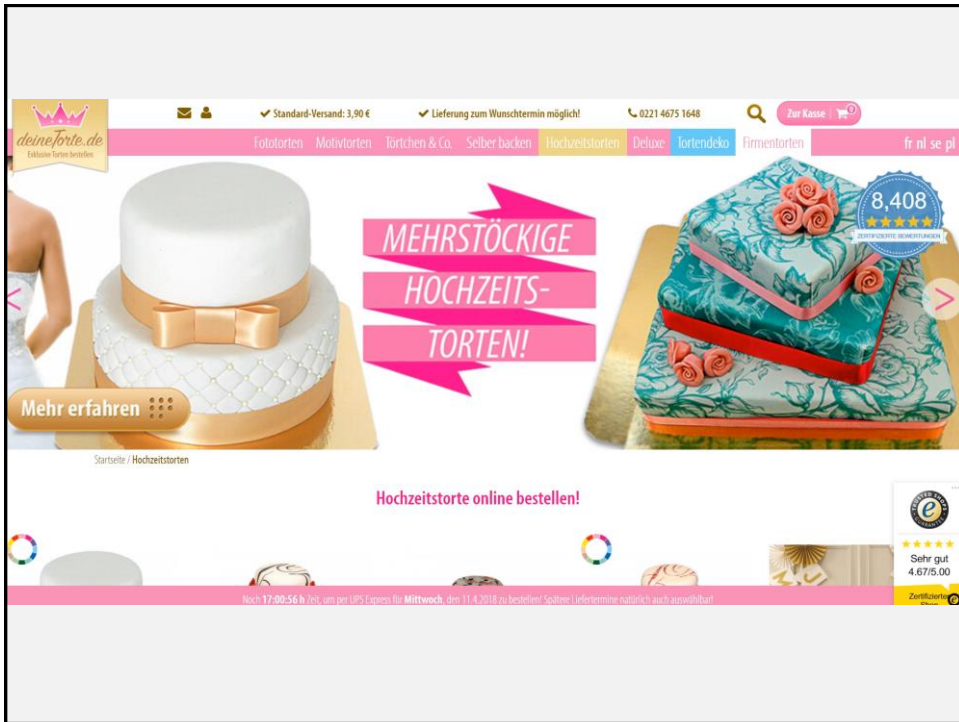 deineTorte.de
Exklusive Torten bestellen
Standard-Versand: 3,90 €
Lieferung zum Wunschtermin möglich!
0221 4675 1648
Zur Kasse
0
Fototorten Motivtorten Törtchen & Co. Selber backen Hochzeitstorten Deluxe Tortendeko Firmentorten
fr nl se pl
MEHRSTÖCKIGE
HOCHZEITS-
TORTEN!
8,408
ZERTIFIZIERTE BEWERTUNGEN
Mehr erfahren
Startseite / Hochzeitstorten
Hochzeitstorte online bestellen!
TRUSTED SHOPS
GUARANTEE
e
Sehr gut
4.67/5.00
Zertifizierter
Shop
Noch 17:00:56 h Zeit, um per UPS Express für Mittwoch, den 11.4.2018 zu bestellen! Spätere Liefertermine natürlich auch auswählbar!